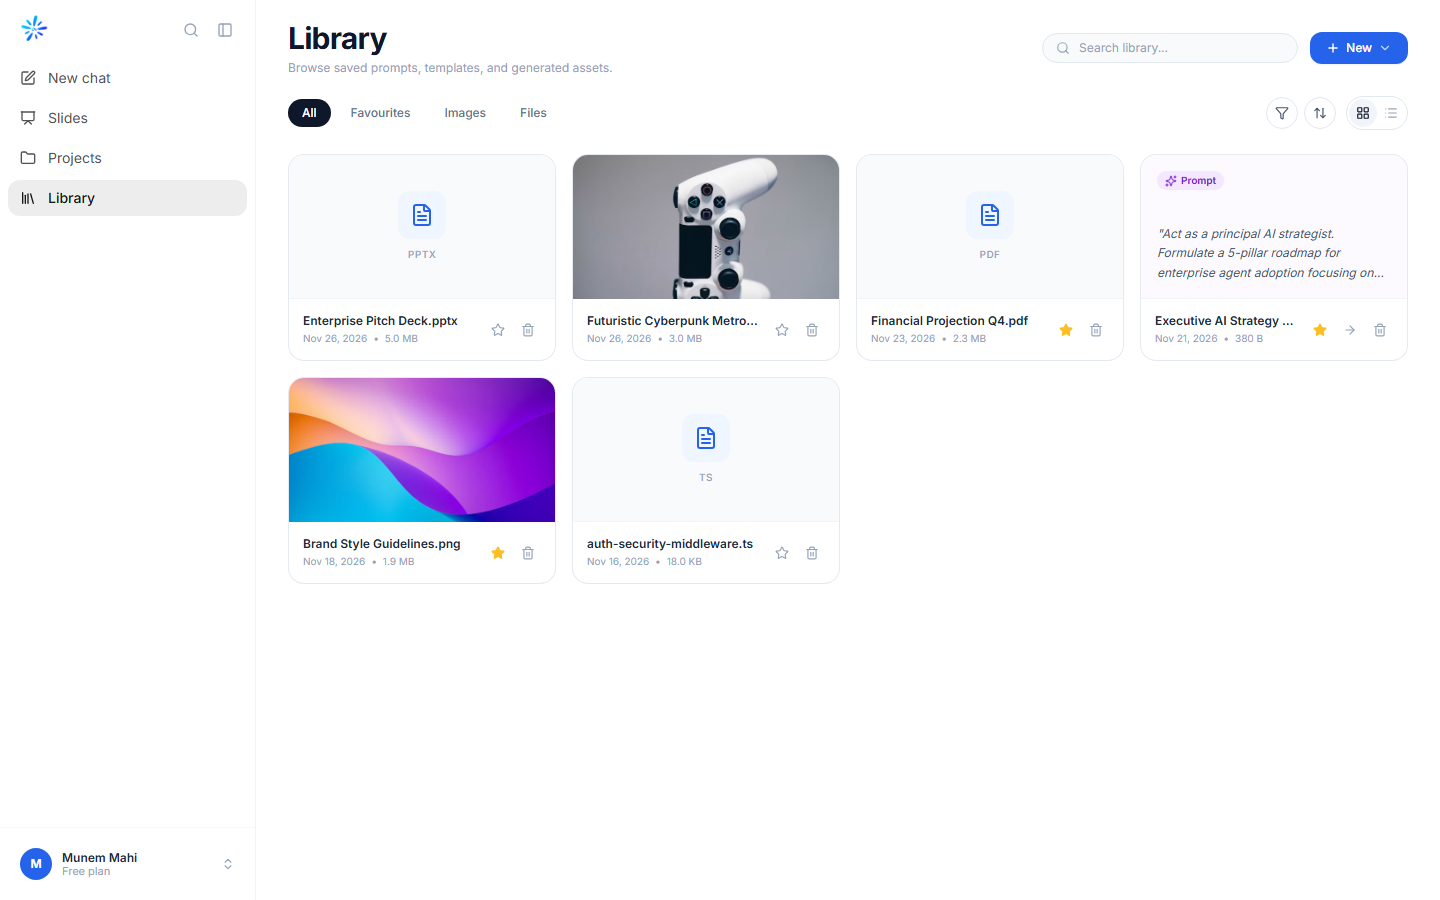 New chat
Slides
Projects
Library
M
Munem Mahi
Free plan
Library
Browse saved prompts, templates, and generated assets.
Search library...
New
All
Favourites
Images
Files
PPTX
Enterprise Pitch Deck.pptx
Nov 26, 2026 • 5.0 MB
Futuristic Cyberpunk Metro...
Nov 26, 2026 • 3.0 MB
PDF
Financial Projection Q4.pdf
Nov 23, 2026 • 2.3 MB
Prompt
"Act as a principal AI strategist.
Formulate a 5-pillar roadmap for
enterprise agent adoption focusing on...
Executive AI Strategy ...
Nov 21, 2026 • 380 B
Brand Style Guidelines.png
Nov 18, 2026 • 1.9 MB
TS
auth-security-middleware.ts
Nov 16, 2026 • 18.0 KB